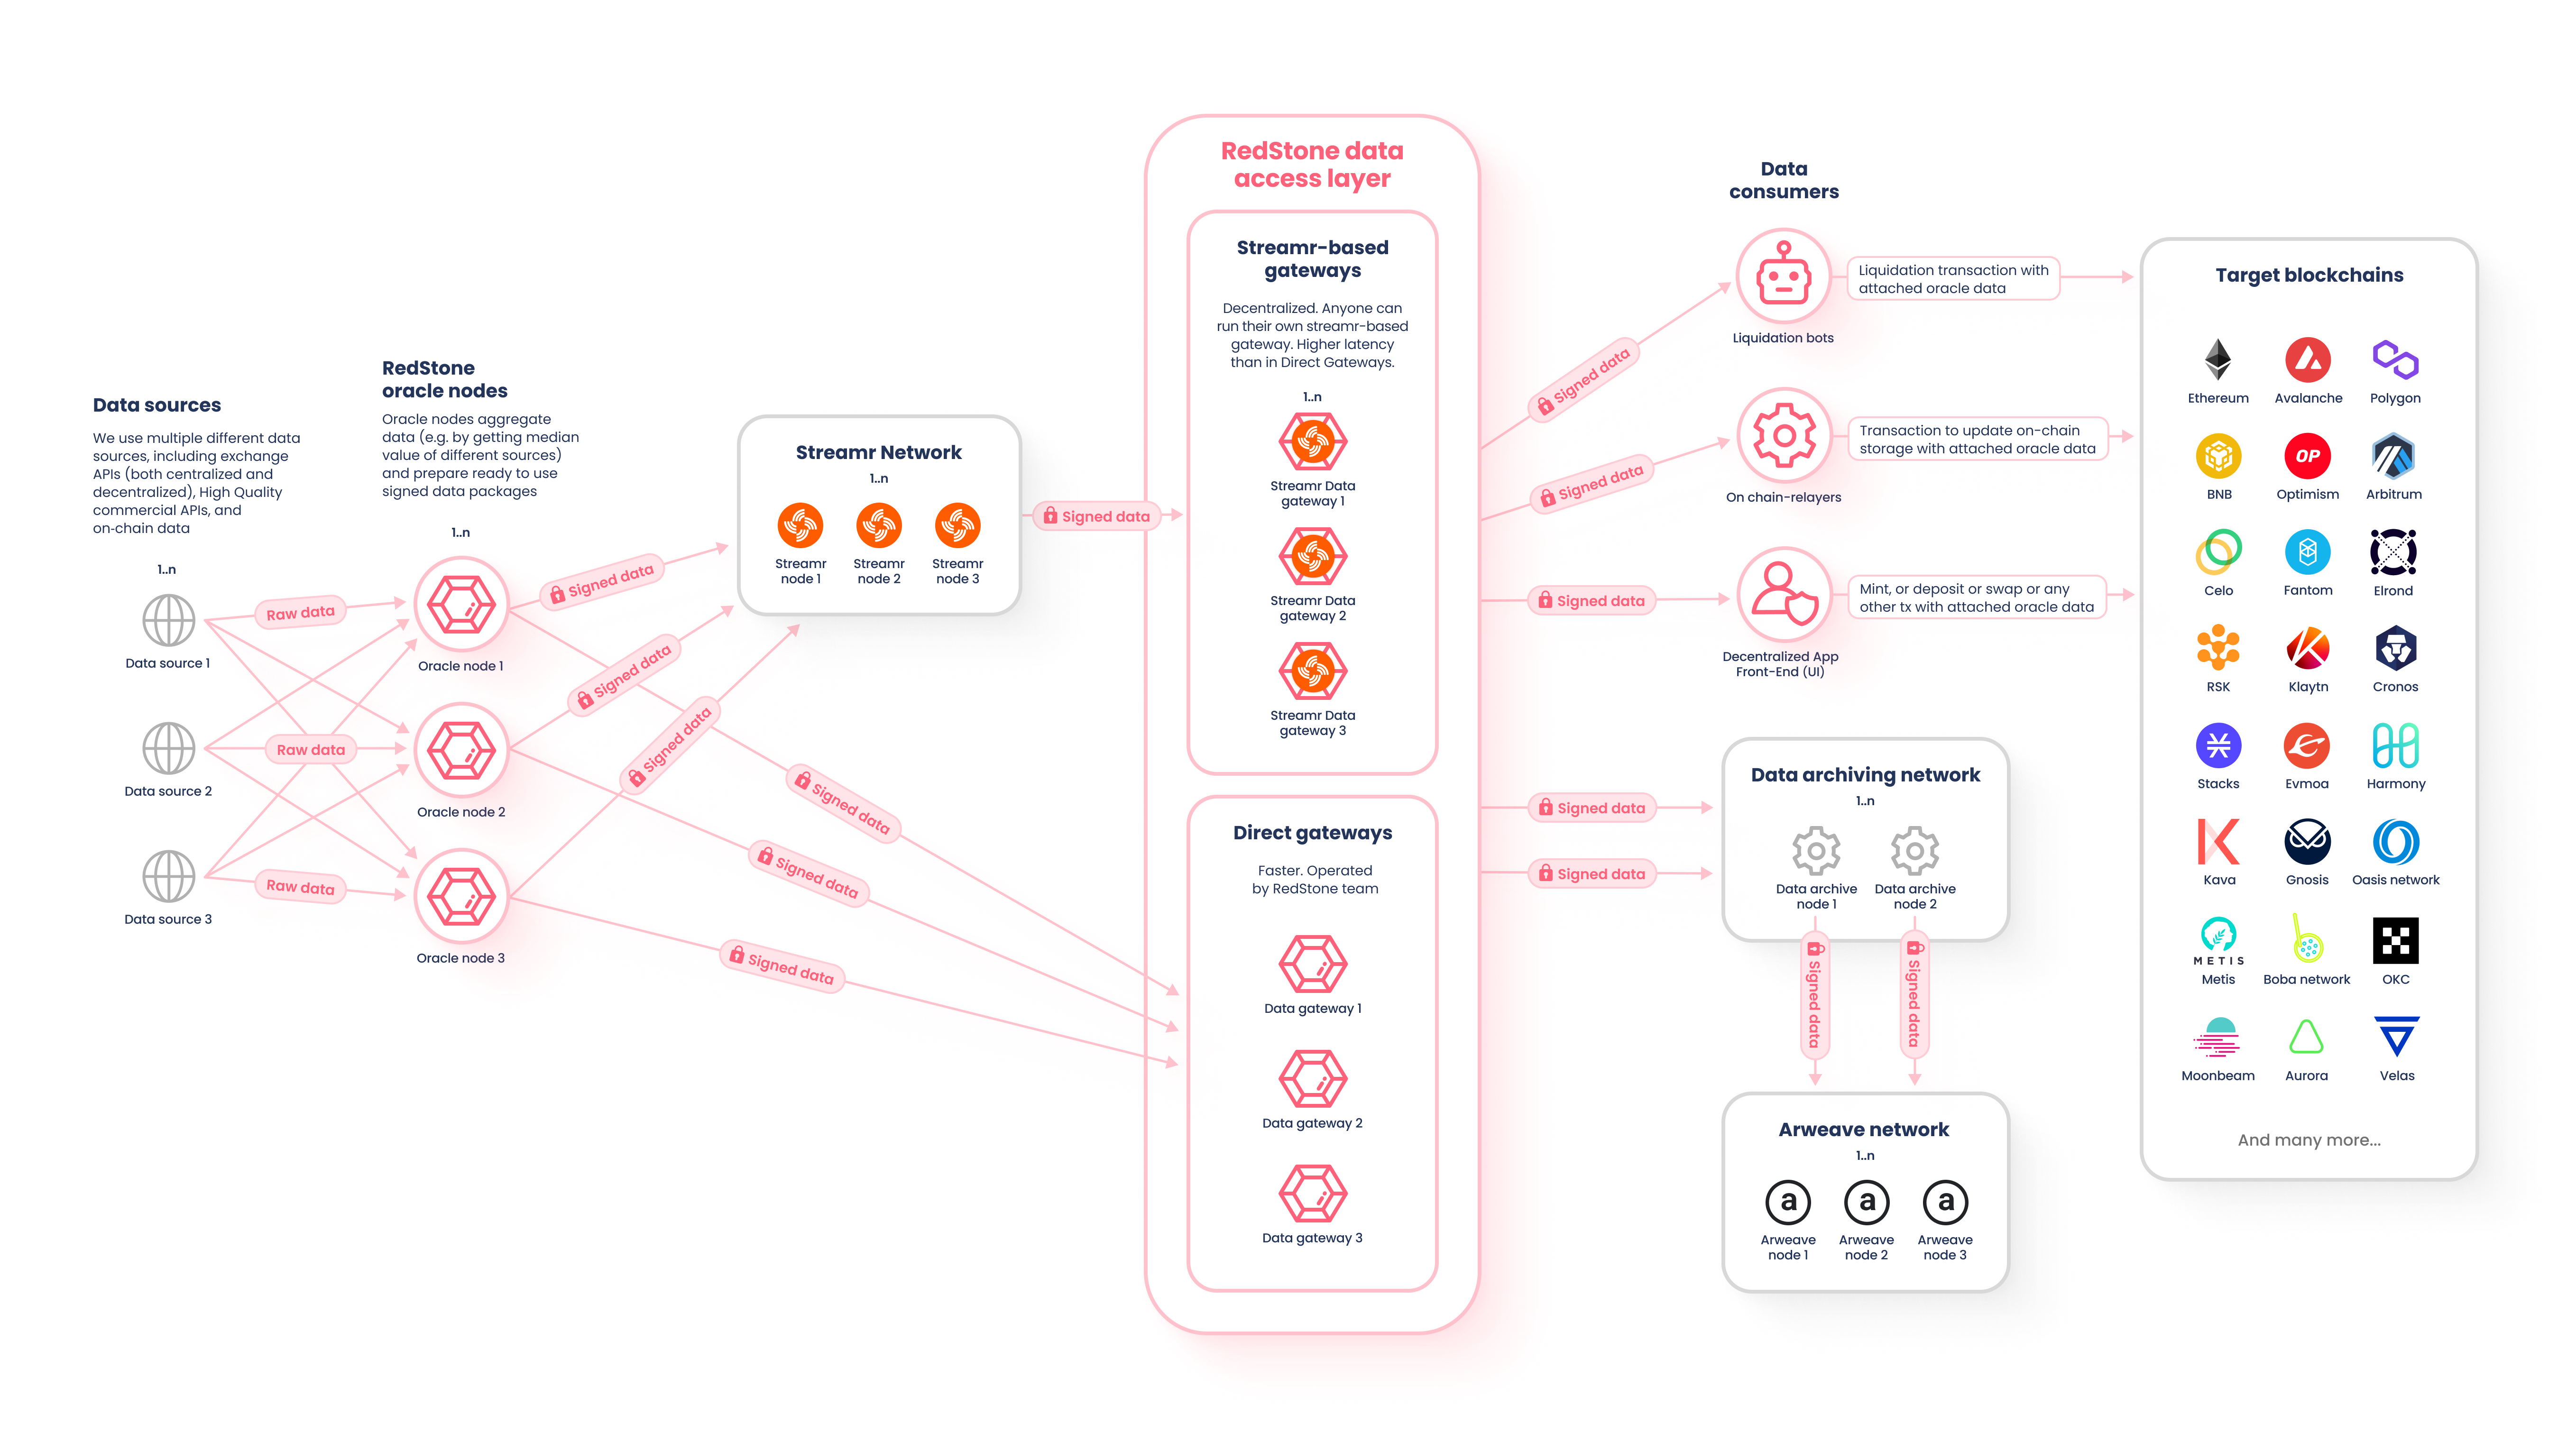 Data sources
We use multiple different data
sources, including exchange
APIs (both centralized and
decentralized), High Quality
commercial APIs, and
on-chain data
1..n
Data source 1
Data source 2
Data source 3
Raw data
Raw data
Raw data
RedStone
oracle nodes
Oracle nodes aggregate
data (e.g. by getting median
value of different sources)
and prepare ready to use
signed data packages
1..n
Oracle node 1
Oracle node 2
Oracle node 3
Signed data
Signed data
Signed data
Signed data
Signed data
Signed data
Streamr Network
1..n
Streamr
node 1
Streamr
node 2
Streamr
node 3
Signed data
RedStone data
access layer
Streamr-based
gateways
Decentralized. Anyone can
run their own streamr-based
gateway. Higher latency
than in Direct Gateways.
1..n
Streamr Data
gateway 1
Streamr Data
gateway 2
Streamr Data
gateway 3
Direct gateways
Faster. Operated
by RedStone team
Data gateway 1
Data gateway 2
Data gateway 3
Signed data
Signed data
Signed data
Signed data
Signed data
Data
consumers
Liquidation bots
Liquidation transaction with
attached oracle data
On chain-relayers
Transaction to update on-chain
storage with attached oracle data
Decentralized App
Front-End (UI)
Mint, or deposit or swap or any
other tx with attached oracle data
Data archiving network
1..n
Data archive
node 1
Data archive
node 2
Signed data
Signed data
Arweave network
1..n
a
a
a
Arweave
node 1
Arweave
node 2
Arweave
node 3
Target blockchains
Ethereum
Avalanche
Polygon
OP
BNB
Optimism
Arbitrum
Celo
Fantom
Elrond
RSK
Klaytn
Cronos
Stacks
Evmoa
Harmony
Kava
Gnosis
Oasis network
METIS
Metis
Boba network
OKC
Moonbeam
Aurora
Velas
And many more...